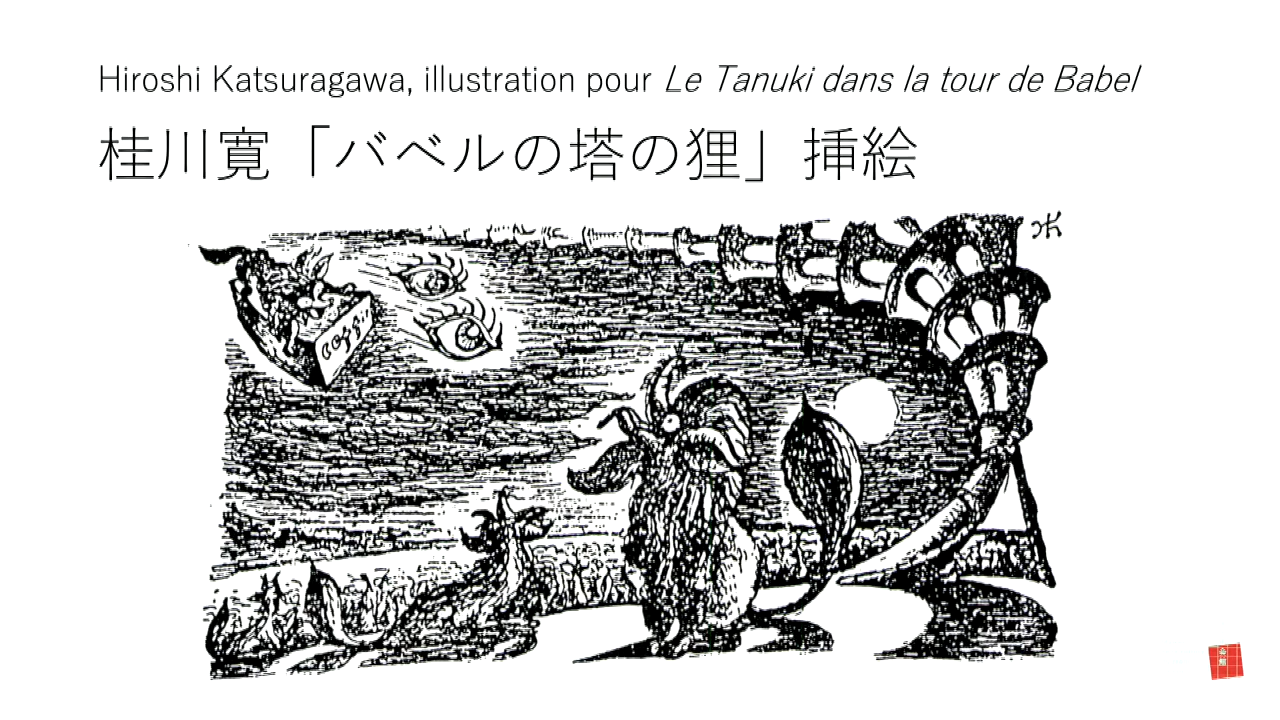 Hiroshi Katsuragawa, illustration pour Le Tanuki dans la tour de Babel
桂川寛「バベルの塔の狸」挿絵